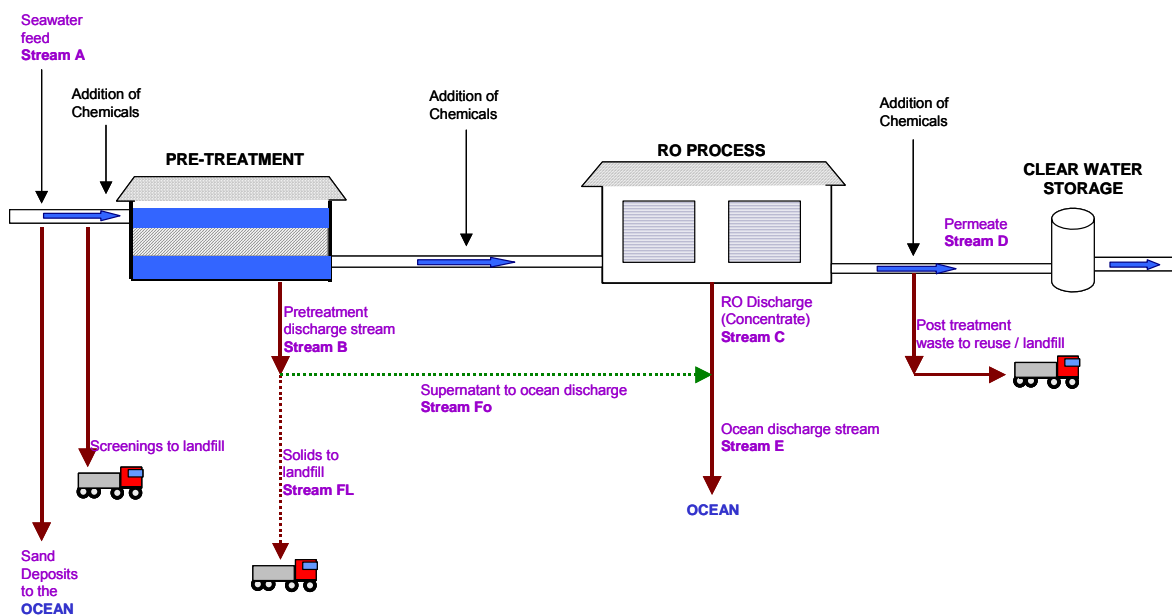 Seawater
feed
Stream A
Addition of
Chemicals
PRE-TREATMENT
Addition of
Chemicals
RO PROCESS
Addition of
Chemicals
CLEAR WATER
STORAGE
Permeate
Stream D
Pretreatment
discharge stream
Stream B
RO Discharge
(Concentrate)
Stream C
Post treatment
waste to reuse / landfill
Supernatant to ocean discharge
Stream Fo
Ocean discharge stream
Stream E
Screenings to landfill
Solids to
landfill
Stream FL
OCEAN
Sand
Deposits
to the
OCEAN